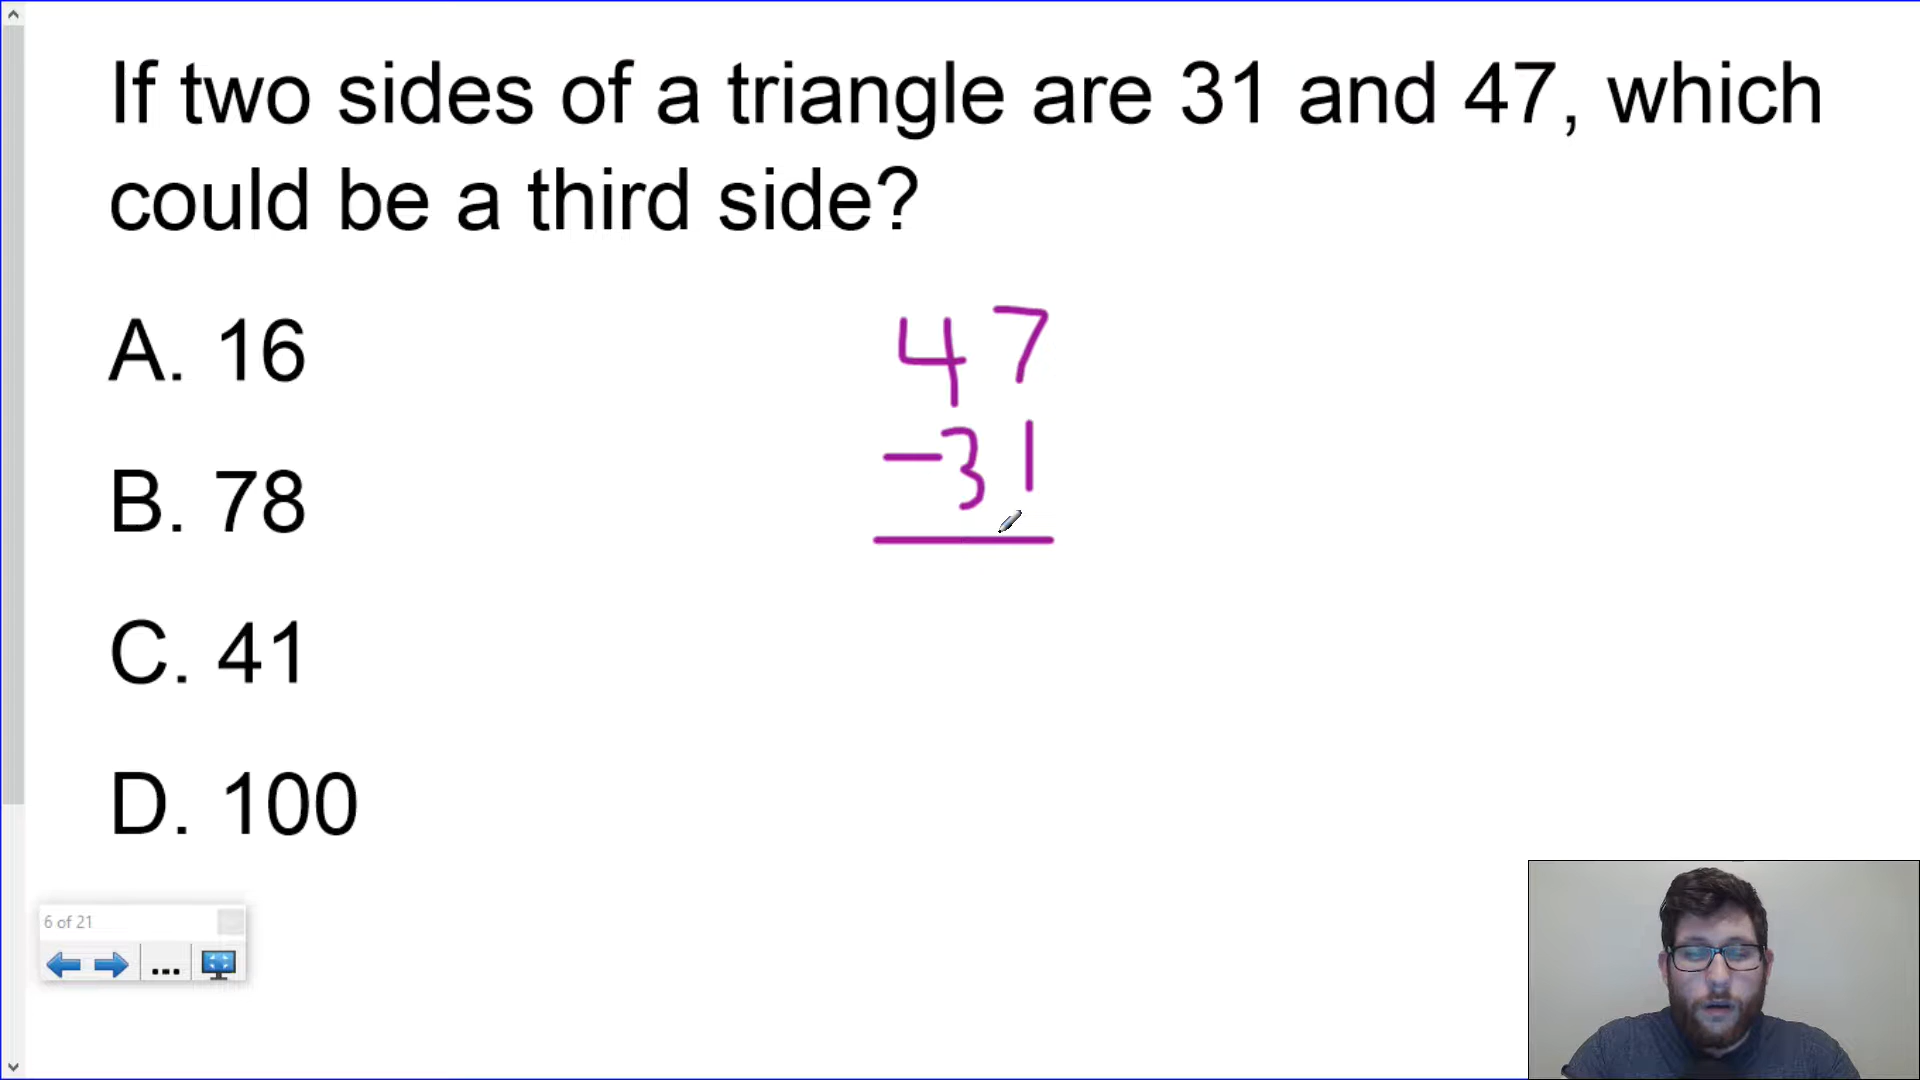 If two sides of a triangle are 31 and 47, which
could be a third side?
A. 16
B. 78
C. 41
D. 100
47
-31
6 of 21
...